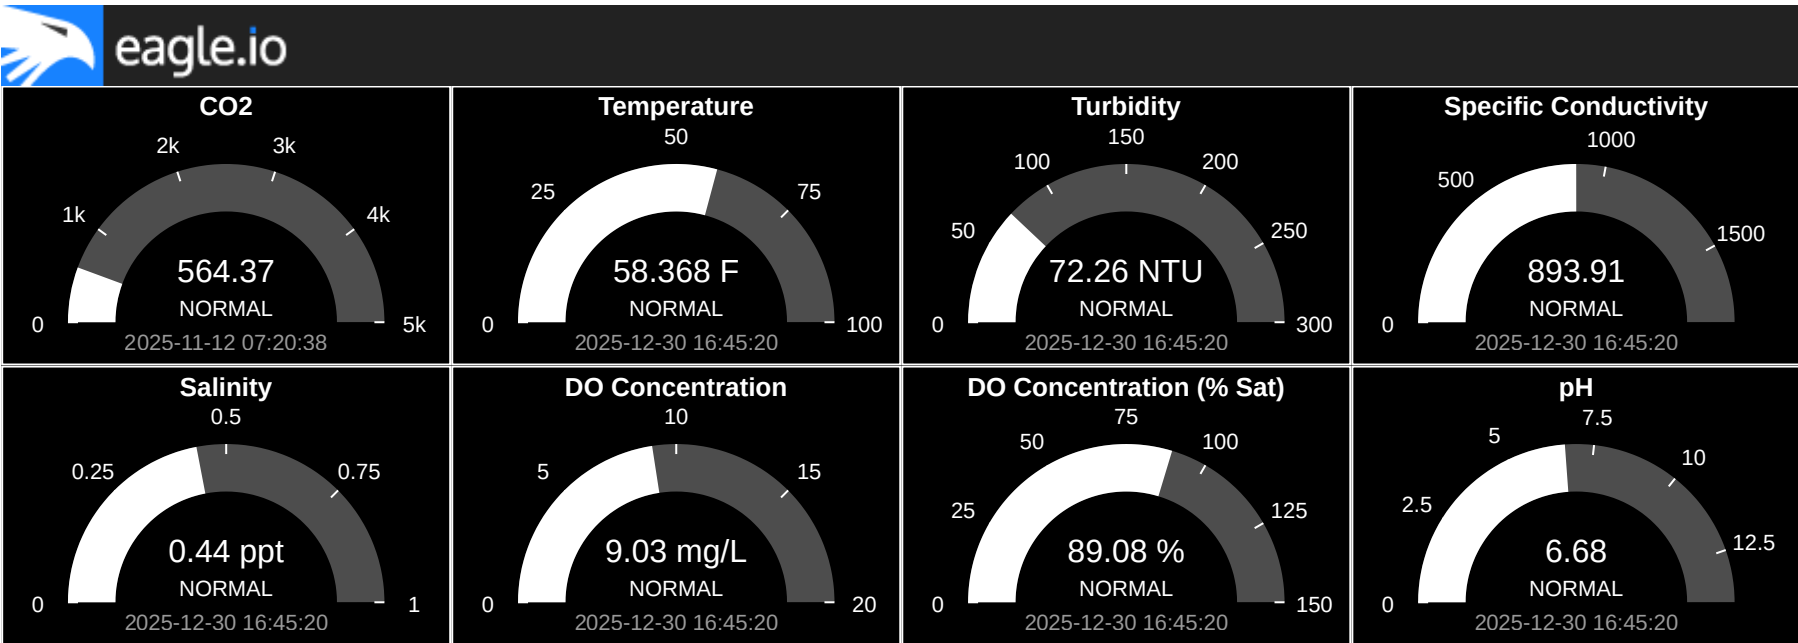 eagle.io
CO2
2k
3k
1k
4k
564.37
NORMAL
0
5k
2025-11-12 07:20:38
Temperature
50
25
75
58.368 F
NORMAL
0
100
2025-12-30 16:45:20
Turbidity
150
100
200
50
250
72.26 NTU
NORMAL
0
300
2025-12-30 16:45:20
Specific Conductivity
1000
500
1500
893.91
NORMAL
0
2025-12-30 16:45:20
Salinity
0.5
0.25
0.75
0.44 ppt
NORMAL
0
1
2025-12-30 16:45:20
DO Concentration
10
5
15
9.03 mg/L
NORMAL
0
20
2025-12-30 16:45:20
DO Concentration (% Sat)
75
50
100
25
125
89.08 %
NORMAL
0
150
2025-12-30 16:45:20
pH
7.5
5
10
2.5
12.5
6.68
NORMAL
0
2025-12-30 16:45:20